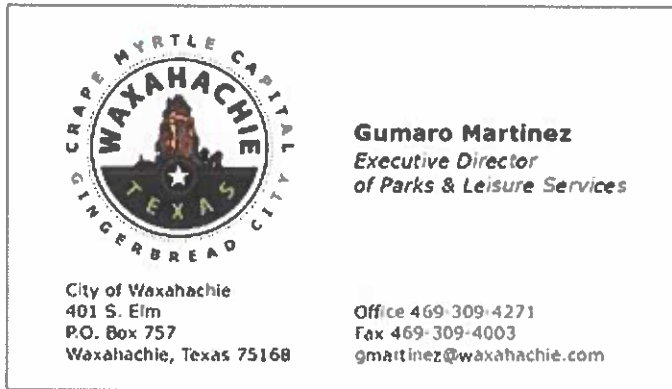 CRAPE MYRTLE CAPITAL
WAXAHACHIE
TEXAS
GINGERBREAD CITY
Gumaro Martinez
Executive Director
of Parks & Leisure Services
City of Waxahachie
401 S. Elm
P.O. Box 757
Waxahachie, Texas 75168
Office 469-309-4271
Fax 469-309-4003
gmartinez@waxahachie.com